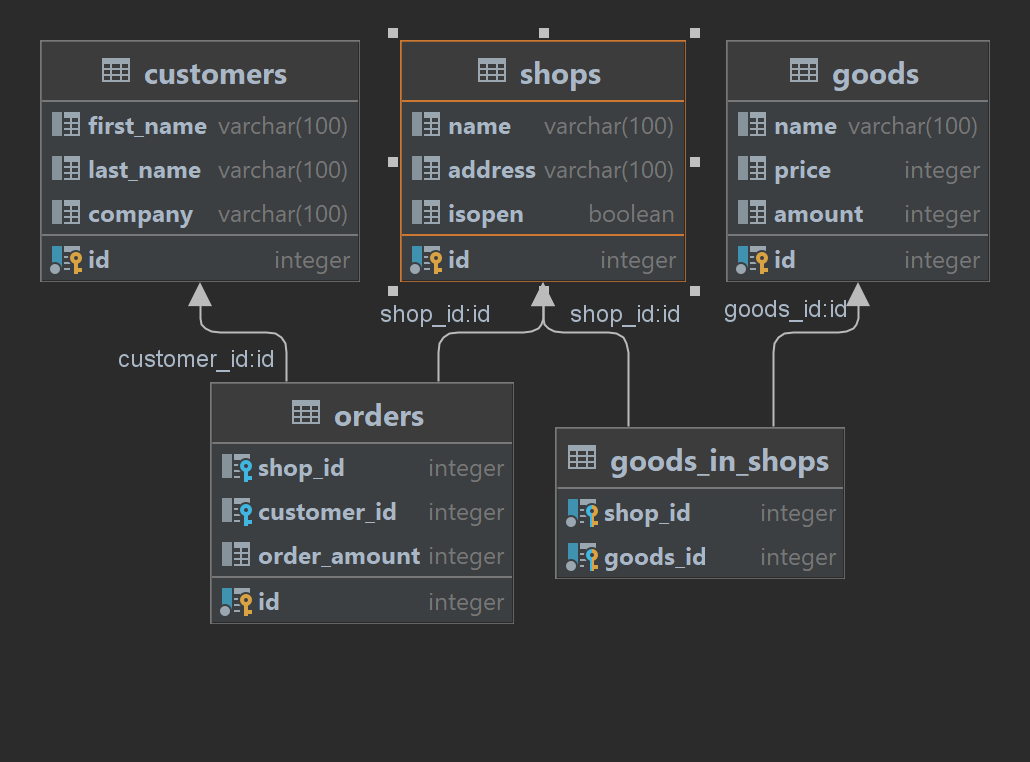 customers
first_name varchar(100)
last_name varchar(100)
company varchar(100)
id integer
shops
name varchar(100)
address varchar(100)
isopen boolean
id integer
goods
name varchar(100)
price integer
amount integer
id integer
customer_id:id
shop_id:id
shop_id:id
goods_id:id
orders
shop_id integer
customer_id integer
order_amount integer
id integer
goods_in_shops
shop_id integer
goods_id integer